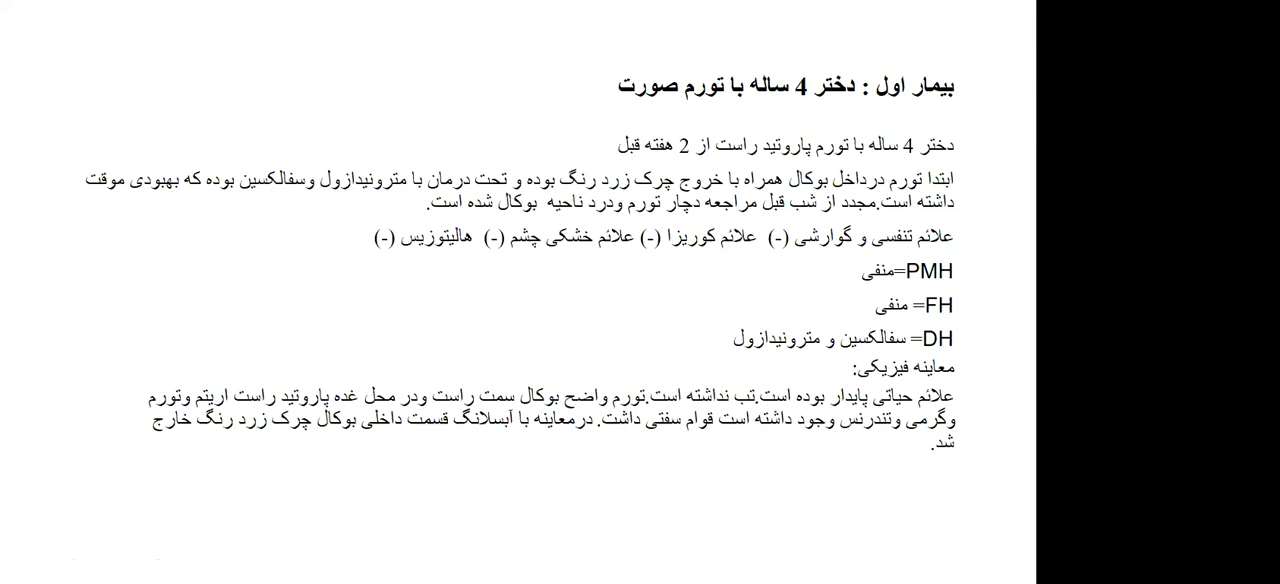 بیمار اول : دختر 4 ساله با تورم صورت
دختر 4 ساله با تورم پاروتید راست از 2 هفته قبل
ابتدا تورم درداخل بوکال همراه با خروج چرک زرد رنگ بوده و تحت درمان با مترونیدازول وسفالکسین بوده که بهبودی موقت
داشته است.مجدد از شب قبل مراجعه دچار تورم ودرد ناحیه بوکال شده است.
علائم تنفسی و گوارشی (-) علائم کوریزا (-) علائم خشکی چشم (-) هالیتوزیس (-)
PMH=منفی
FH= منفی
DH= سفالکسین و مترونیدازول
معاینه فیزیکی:
علائم حیاتی پایدار بوده است.تب نداشته است.تورم واضح بوکال سمت راست ودر محل غده پاروتید راست اریتم وتورم
وگرمی وتندرنس وجود داشته است قوام سفتی داشت. درمعاینه با آبسلانگ قسمت داخلی بوکال چرک زرد رنگ خارج
شد.